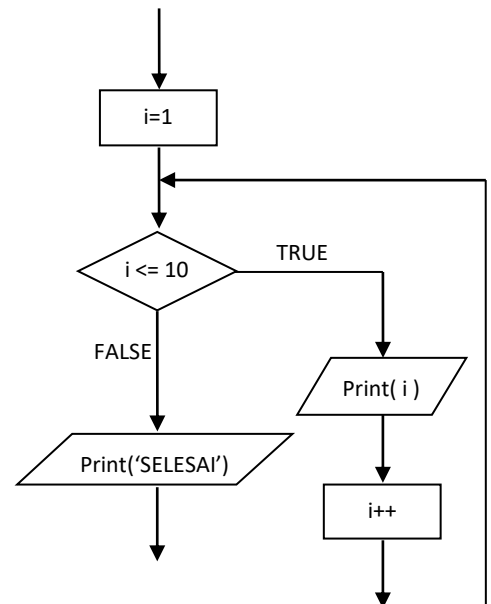 i=1
i <= 10
TRUE
FALSE
Print( i )
Print(‘SELESAI’)
i++